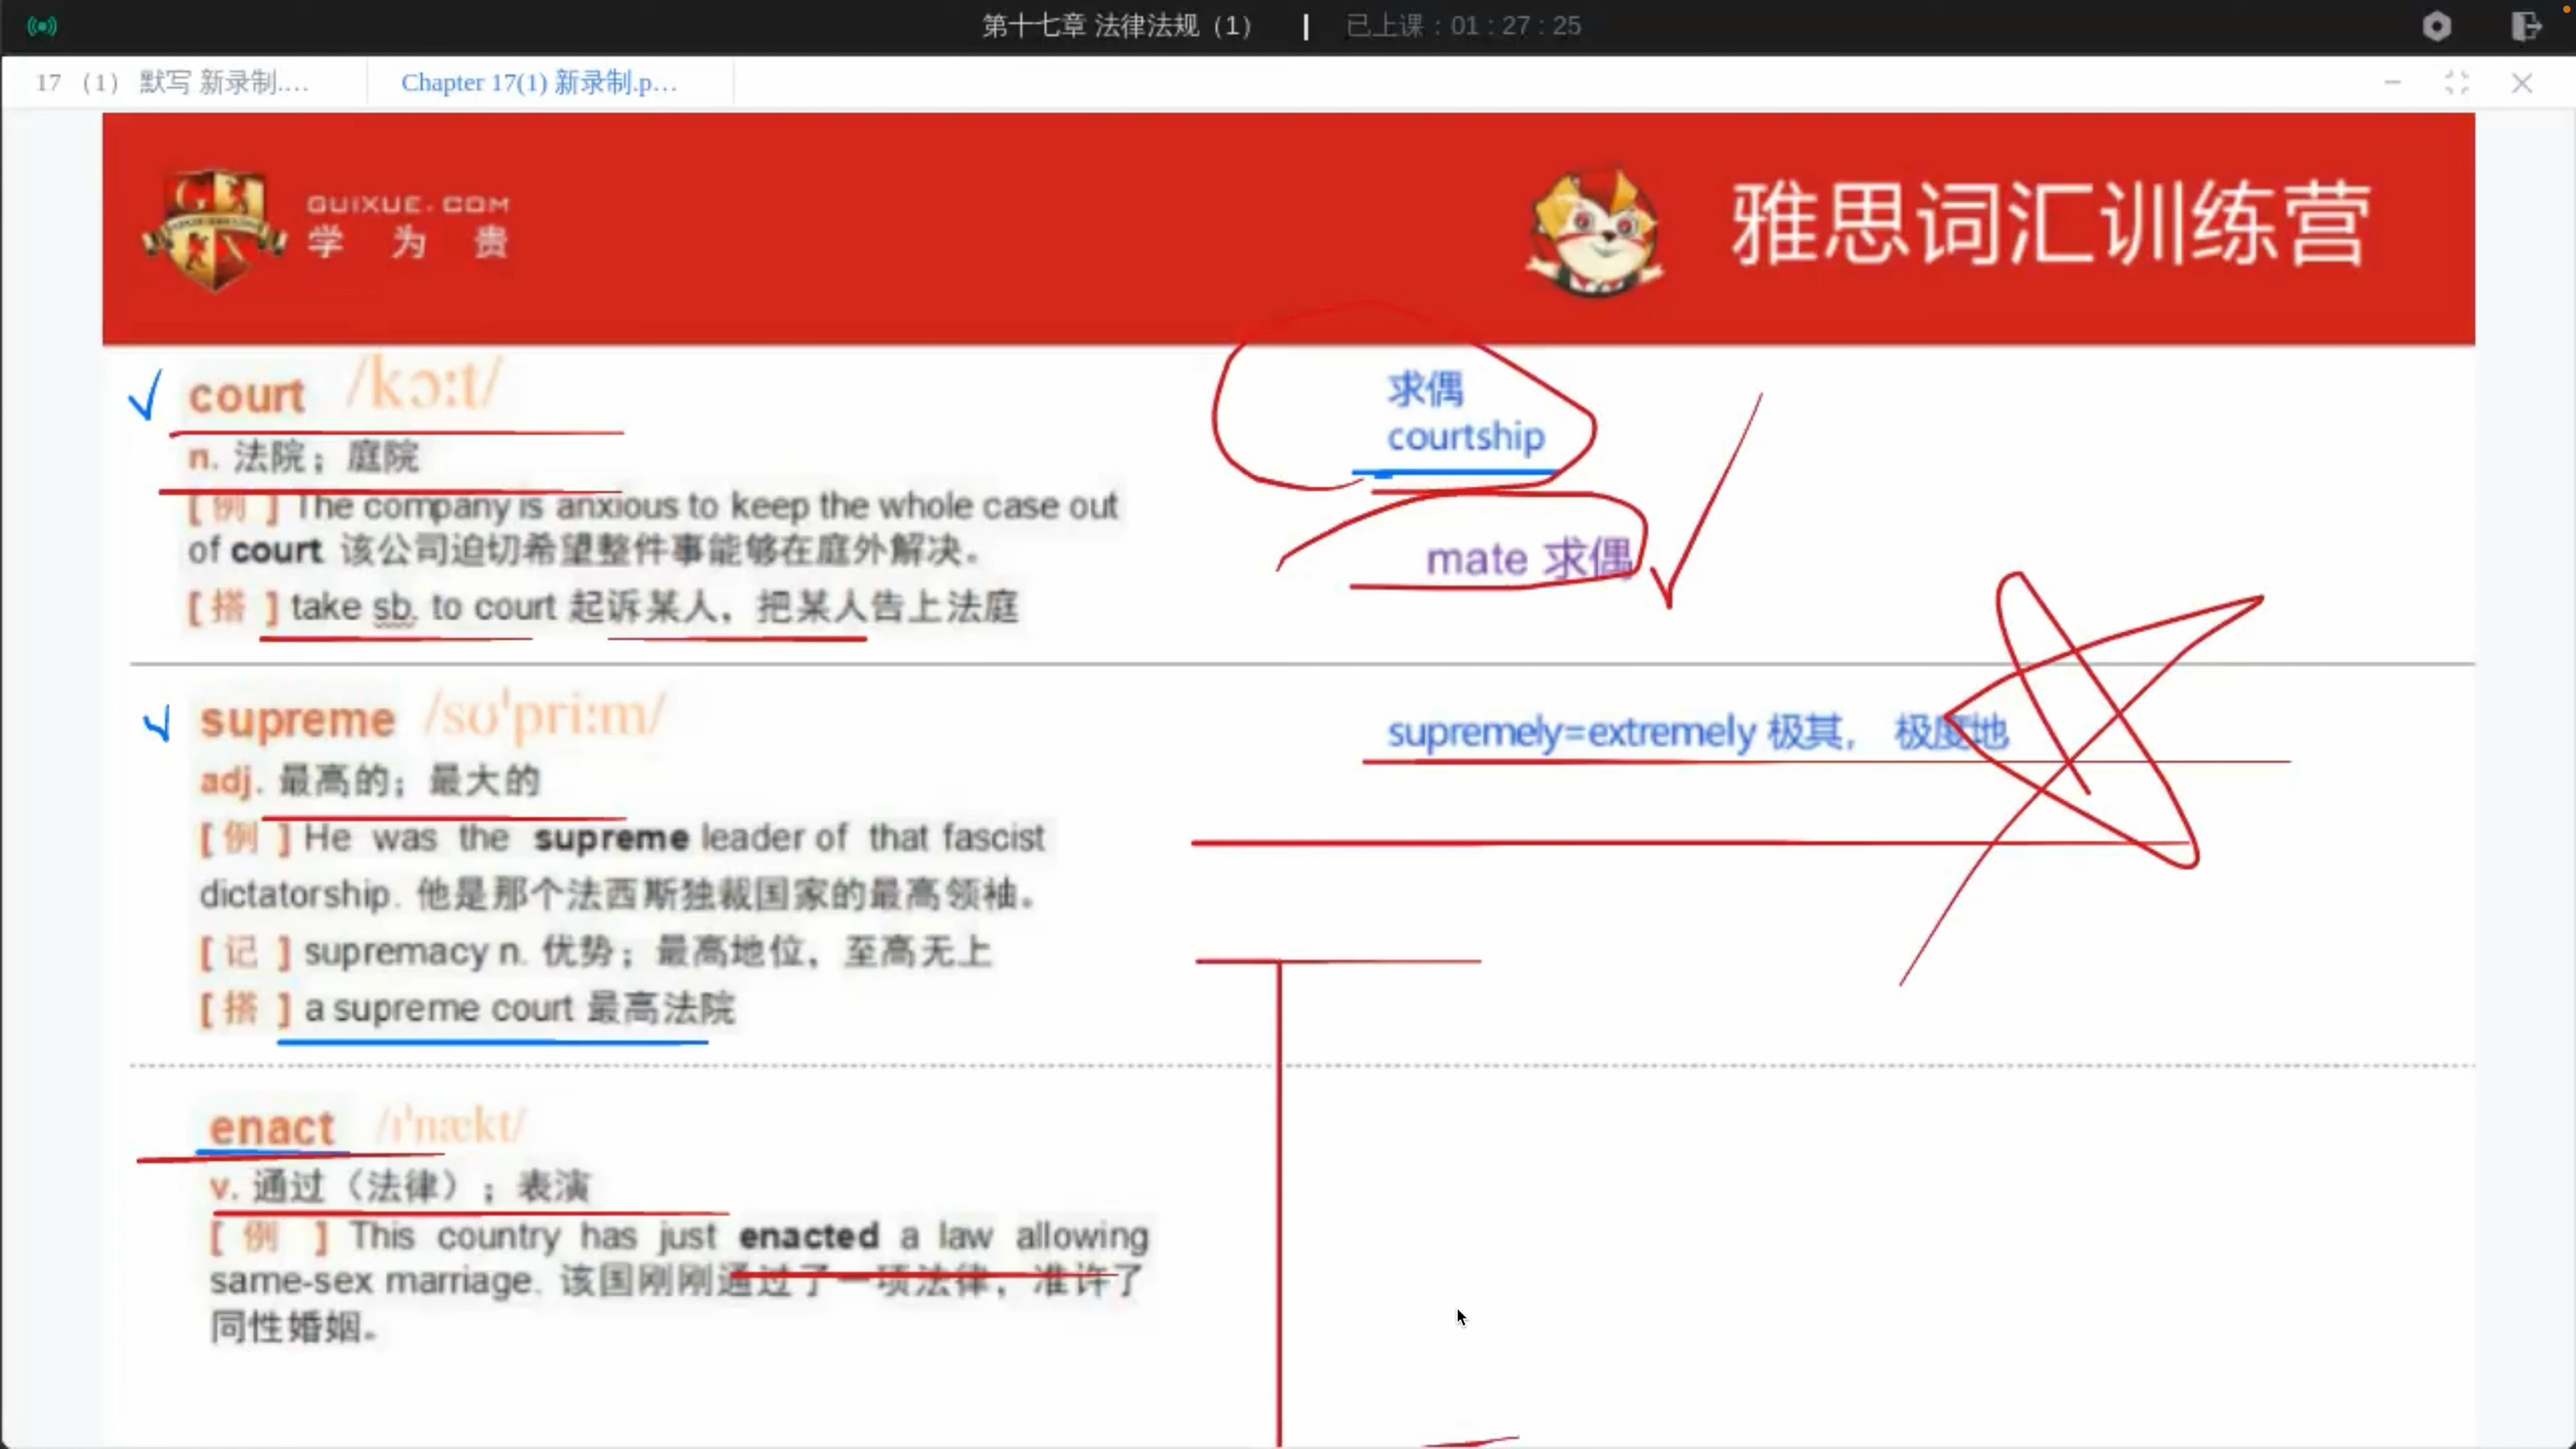 第十七章 法律法规（1） | 已上课：01：27：25
17 （1） 默写 新录制.… Chapter 17(1) 新录制.p…
GUIXUE.COM
学为贵
雅思词汇训练营
court /kɔːt/
n. 法院；庭院
[ 例 ] The company is anxious to keep the whole case out
of court 该公司迫切希望整件事能够在庭外解决。
[ 搭 ] take sb. to court 起诉某人，把某人告上法庭
求偶
courtship
mate 求偶
supreme /sʊˈpriːm/
adj. 最高的；最大的
[ 例 ] He was the supreme leader of that fascist
dictatorship. 他是那个法西斯独裁国家的最高领袖。
[ 记 ] supremacy n. 优势；最高地位，至高无上
[ 搭 ] a supreme court 最高法院
supremely=extremely 极其， 极度地
enact /ɪˈnækt/
v. 通过（法律）；表演
[ 例 ] This country has just enacted a law allowing
same-sex marriage. 该国刚刚通过了一项法律，准许了
同性婚姻。